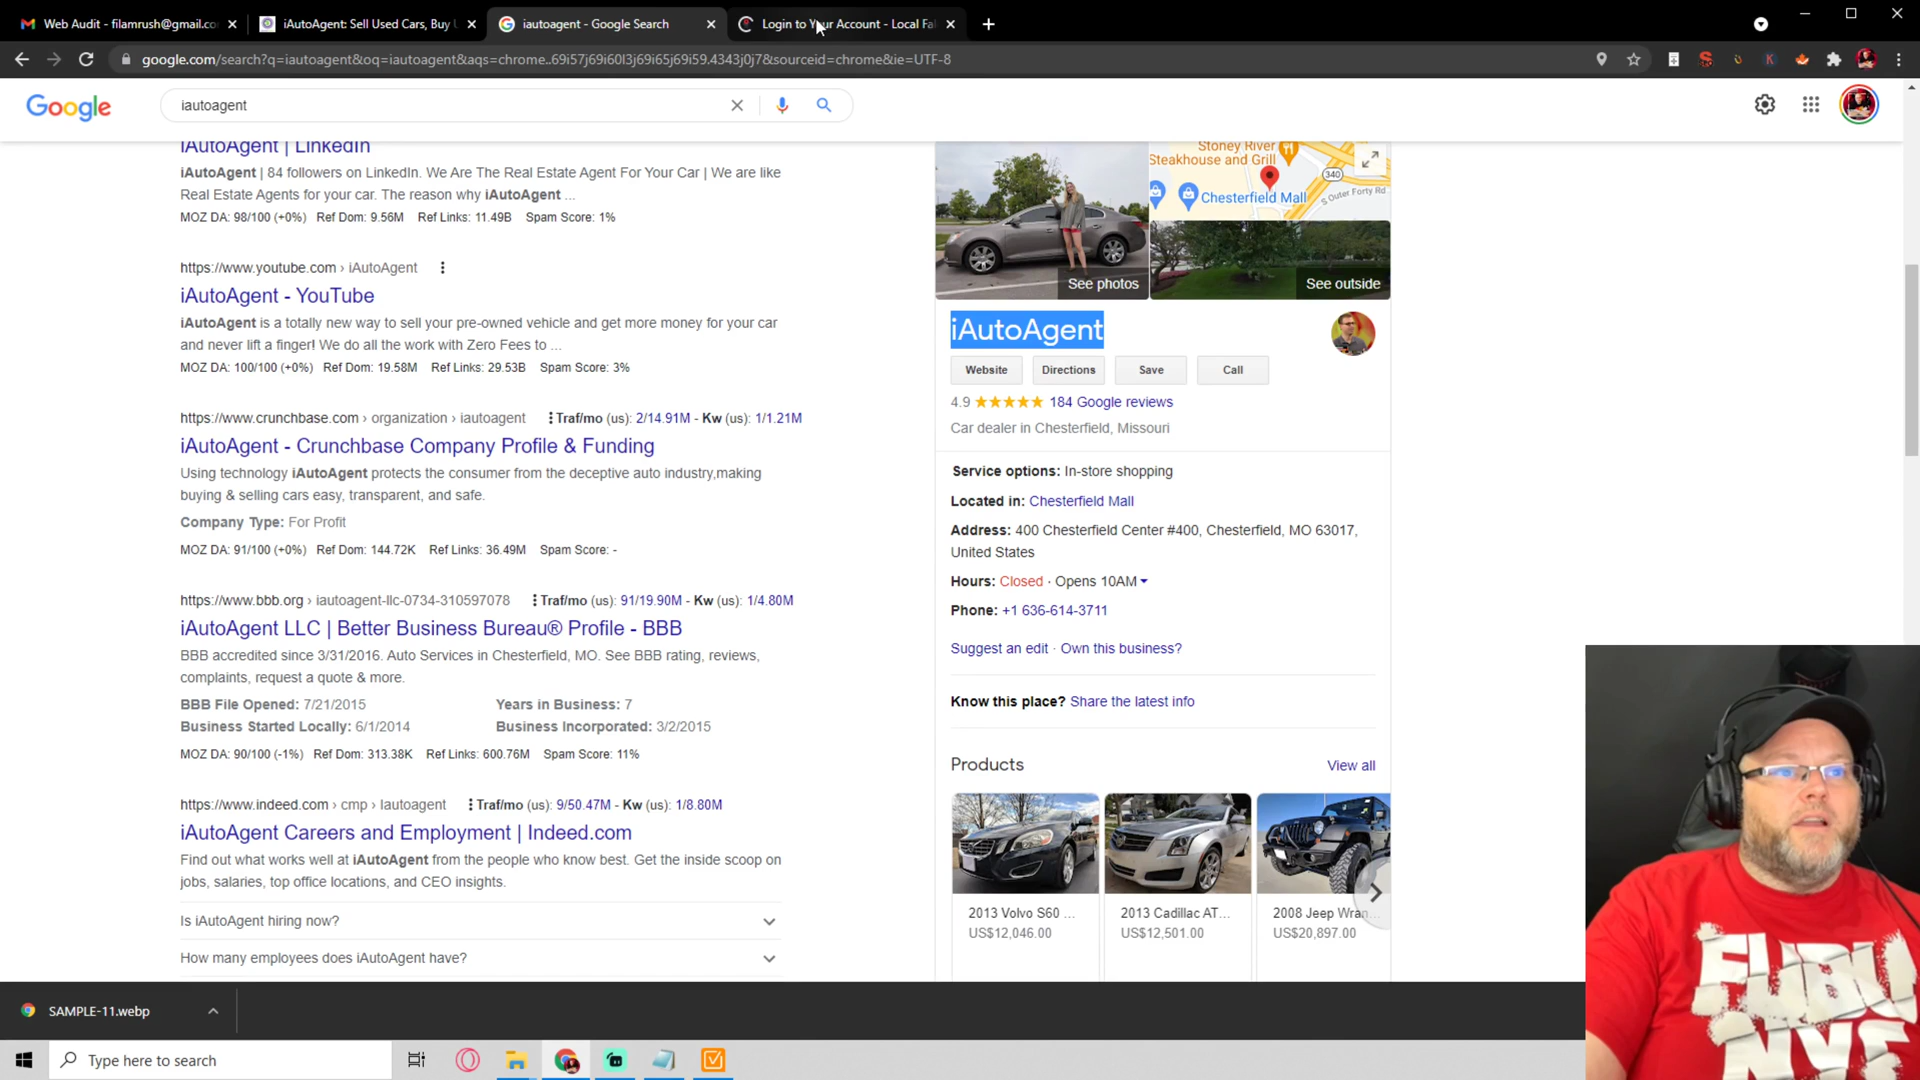 Web Audit - filamrush@gmail.co
iAutoAgent: Sell Used Cars, Buy U
iautoagent - Google Search
Login to Your Account - Local Fal
google.com/search?q=iautoagent&oq=iautoagent&aqs=chrome..69i57j69i60l3j69i65j69i59.4343j0j7&sourceid=chrome&ie=UTF-8
Google
iautoagent
iAutoAgent | LinkedIn
iAutoAgent | 84 followers on LinkedIn. We Are The Real Estate Agent For Your Car | We are like
Real Estate Agents for your car. The reason why iAutoAgent ...
MOZ DA: 98/100 (+0%) Ref Dom: 9.56M Ref Links: 11.49B Spam Score: 1%
https://www.youtube.com › iAutoAgent
iAutoAgent - YouTube
iAutoAgent is a totally new way to sell your pre-owned vehicle and get more money for your car
and never lift a finger! We do all the work with Zero Fees to ...
MOZ DA: 100/100 (+0%) Ref Dom: 19.58M Ref Links: 29.53B Spam Score: 3%
https://www.crunchbase.com › organization › iautoagent Traf/mo (us): 2/14.91M - Kw (us): 1/1.21M
iAutoAgent - Crunchbase Company Profile & Funding
Using technology iAutoAgent protects the consumer from the deceptive auto industry,making
buying & selling cars easy, transparent, and safe.
Company Type: For Profit
MOZ DA: 91/100 (+0%) Ref Dom: 144.72K Ref Links: 36.49M Spam Score: -
https://www.bbb.org › iautoagent-llc-0734-310597078 Traf/mo (us): 91/19.90M - Kw (us): 1/4.80M
iAutoAgent LLC | Better Business Bureau® Profile - BBB
BBB accredited since 3/31/2016. Auto Services in Chesterfield, MO. See BBB rating, reviews,
complaints, request a quote & more.
BBB File Opened: 7/21/2015 Years in Business: 7
Business Started Locally: 6/1/2014 Business Incorporated: 3/2/2015
MOZ DA: 90/100 (-1%) Ref Dom: 313.38K Ref Links: 600.76M Spam Score: 11%
https://www.indeed.com › cmp › Iautoagent Traf/mo (us): 9/50.47M - Kw (us): 1/8.80M
iAutoAgent Careers and Employment | Indeed.com
Find out what works well at iAutoAgent from the people who know best. Get the inside scoop on
jobs, salaries, top office locations, and CEO insights.
Is iAutoAgent hiring now?
How many employees does iAutoAgent have?
Stoney River
Steakhouse and Grill
340
Chesterfield Mall
S Outer Forty Rd
See photos
See outside
iAutoAgent
Website Directions Save Call
4.9 184 Google reviews
Car dealer in Chesterfield, Missouri
Service options: In-store shopping
Located in: Chesterfield Mall
Address: 400 Chesterfield Center #400, Chesterfield, MO 63017,
United States
Hours: Closed · Opens 10AM
Phone: +1 636-614-3711
Suggest an edit · Own this business?
Know this place? Share the latest info
Products View all
2013 Volvo S60 ... 2013 Cadillac AT... 2008 Jeep Wran...
US$12,046.00 US$12,501.00 US$20,897.00
FUBU
NYC
SAMPLE-11.webp
Type here to search